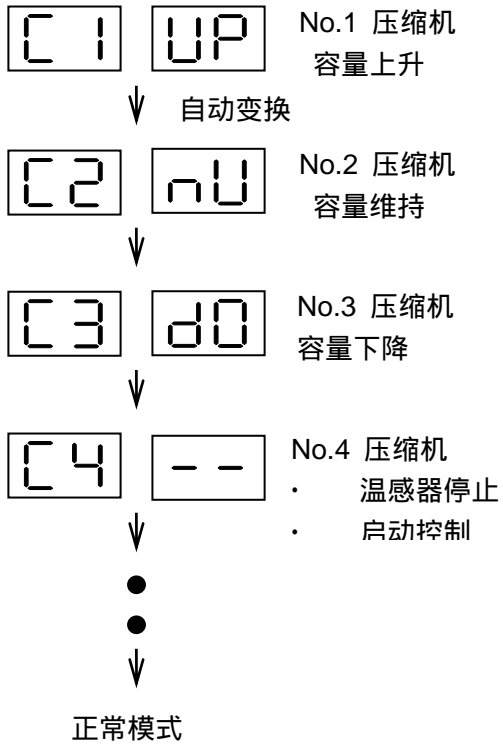 C1 UP No.1 压缩机
容量上升
自动变换
C2 nU No.2 压缩机
容量维持
C3 dO No.3 压缩机
容量下降
C4 -- No.4 压缩机
· 温感器停止
· 启动控制
正常模式